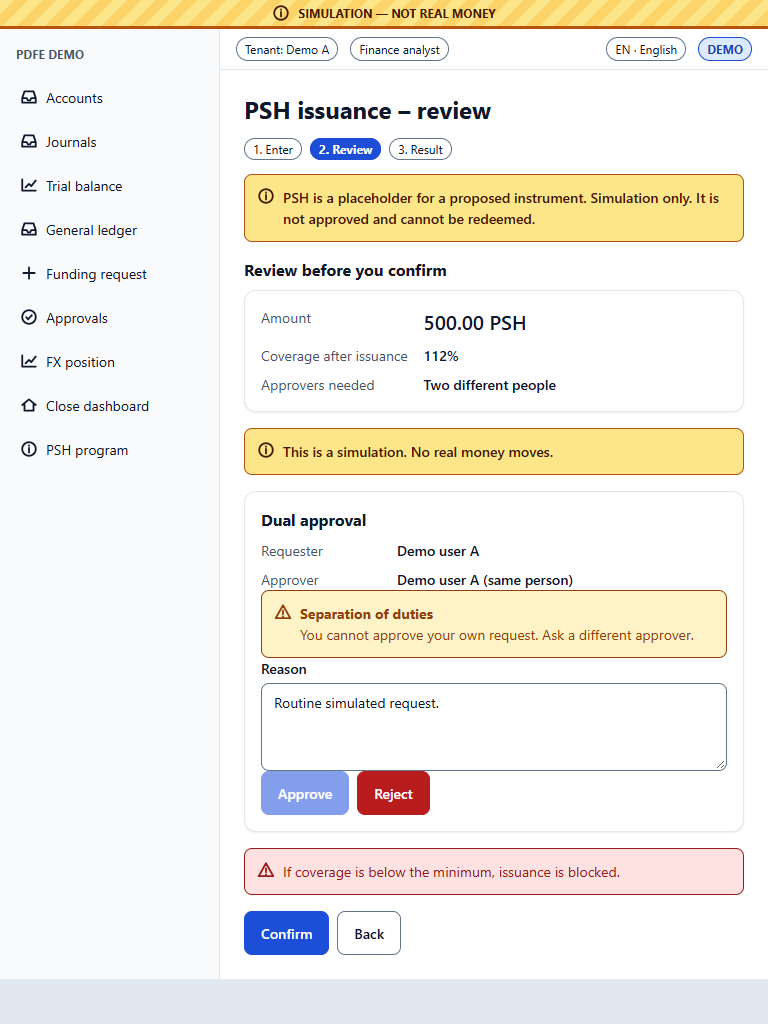 SIMULATION — NOT REAL MONEY
PDFE DEMO
Accounts
Journals
Trial balance
General ledger
Funding request
Approvals
FX position
Close dashboard
PSH program
Tenant: Demo A
Finance analyst
EN · English
DEMO
PSH issuance – review
1. Enter
2. Review
3. Result
PSH is a placeholder for a proposed instrument. Simulation only. It is
not approved and cannot be redeemed.
Review before you confirm
Amount 500.00 PSH
Coverage after issuance 112%
Approvers needed Two different people
This is a simulation. No real money moves.
Dual approval
Requester Demo user A
Approver Demo user A (same person)
Separation of duties
You cannot approve your own request. Ask a different approver.
Reason
Routine simulated request.
Approve
Reject
If coverage is below the minimum, issuance is blocked.
Confirm
Back